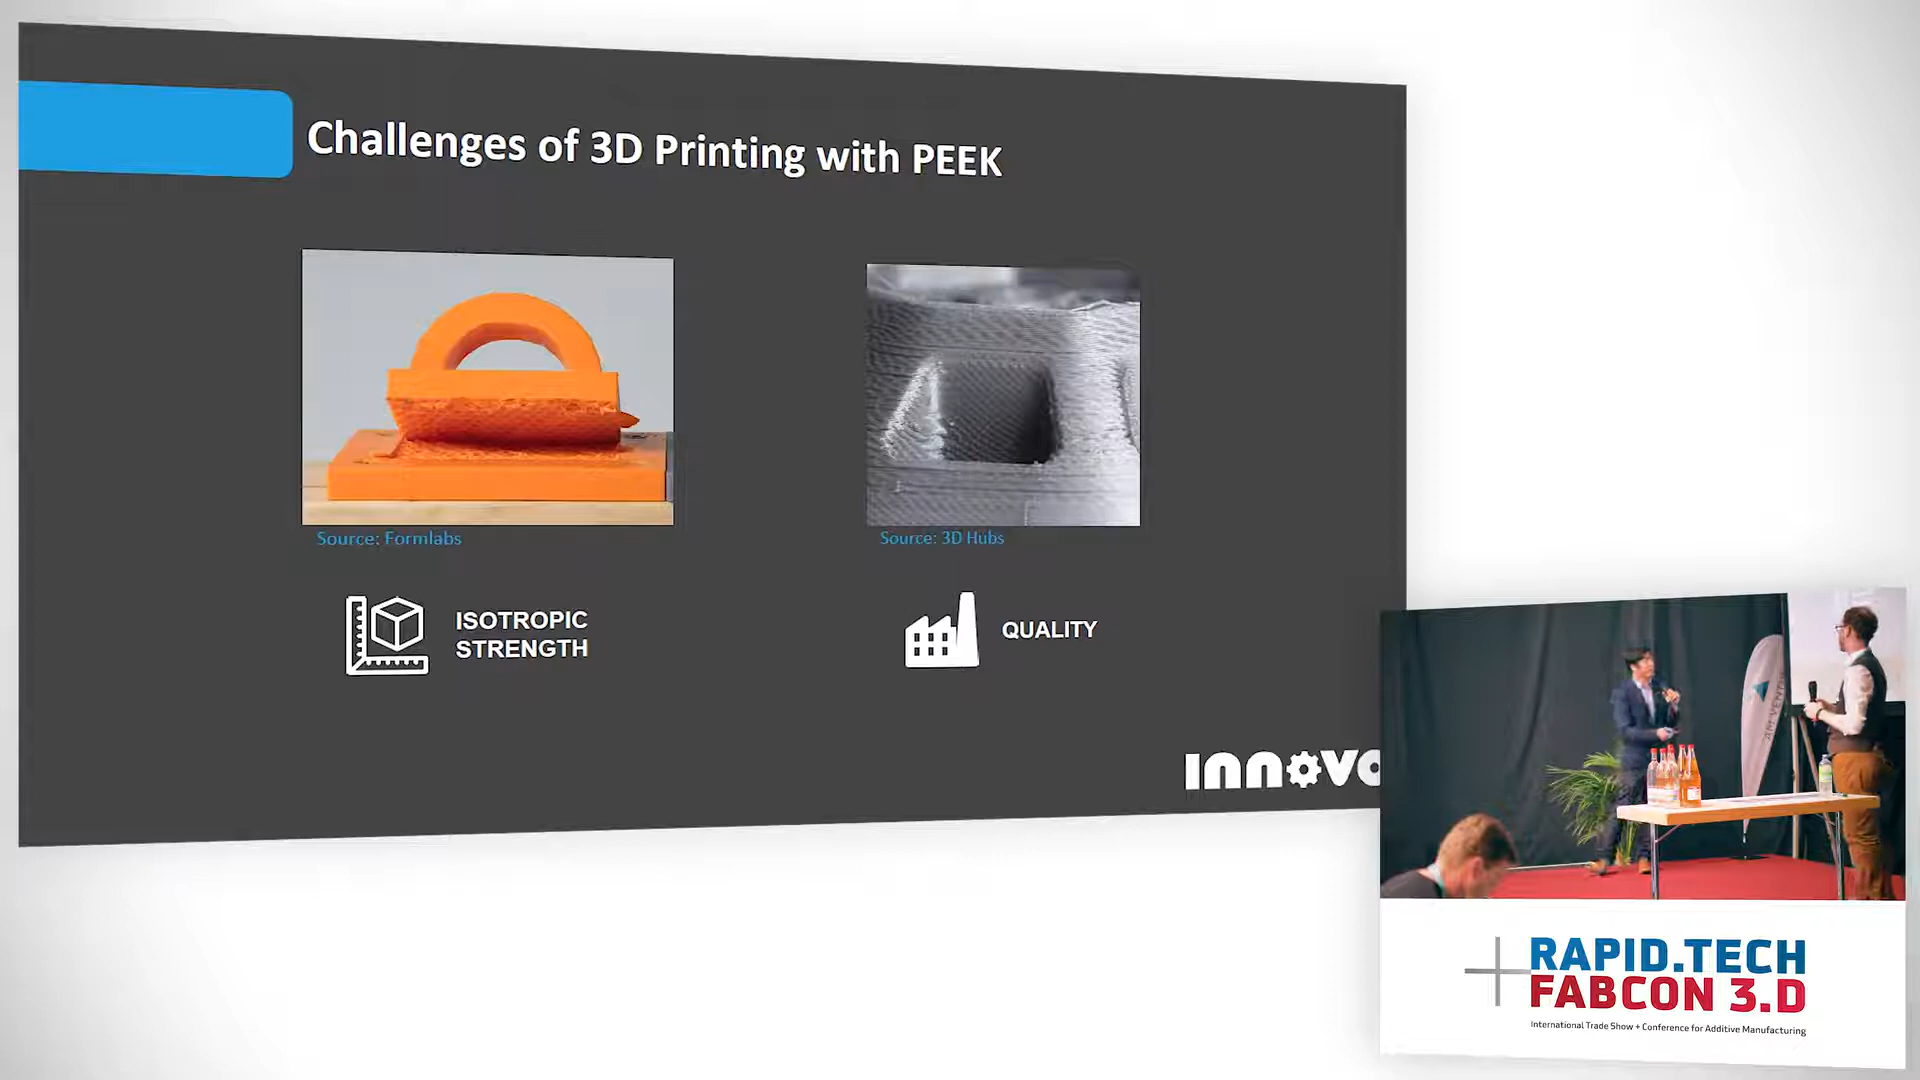 Challenges of 3D Printing with PEEK
Source: Formlabs
Source: 3D Hubs
ISOTROPIC
STRENGTH
QUALITY
RAPID.TECH
FABCON 3.D
International Trade Show + Conference for Additive Manufacturing